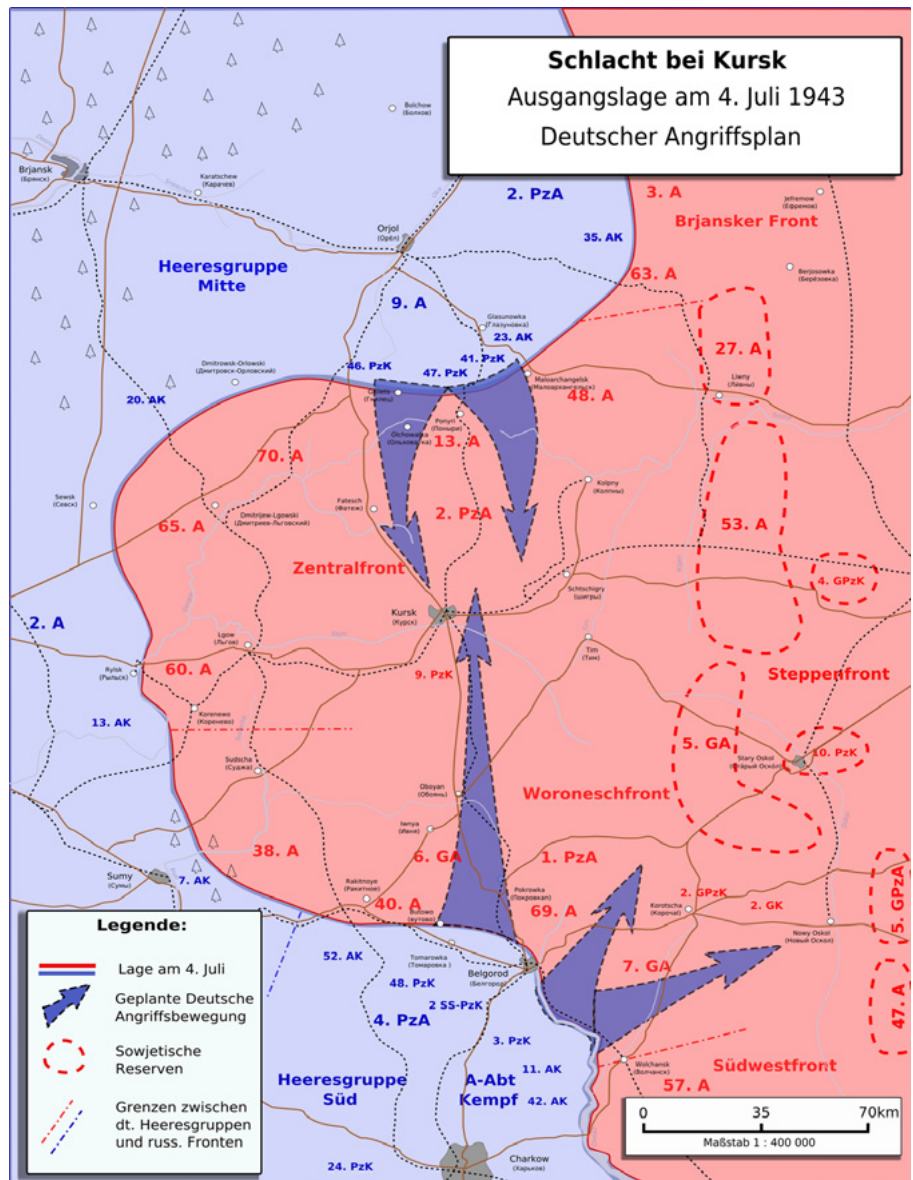 Schlacht bei Kursk
Ausgangslage am 4. Juli 1943
Deutscher Angriffsplan
Bolchow
(Болхов)
Brjansk
(Брянск)
Karatschew
(Карачев)
2. PzA
3. A
Jefremow
(Ефремов)
Brjansker Front
Orjol
(Орёл)
35. AK
Heeresgruppe
Mitte
63. A
Berjosowka
(Берёзовка)
9. A
Glasunowka
(Глазуновка)
23. AK
27. A
Dmitrowsk-Orlowski
(Дмитровск-Орловский)
46. PzK
41. PzK
47. PzK
Maloarchangelsk
(Малоархангельск)
Liwny
(Ливны)
20. AK
48. A
Ponyri
(Поныри)
13. A
70. A
Kolpny
(Колпны)
Sewsk
(Севск)
Fatesch
(Фатеж)
65. A
Dmitrijew-Lgowski
(Дмитриев-Льговский)
2. PzA
53. A
Zentralfront
Schtschigry
(щигры)
4. GPzK
Kursk
(Курск)
2. A
Lgow
(Льгов)
Tim
(Тим)
Rylsk
(Рыльск)
60. A
9. PzK
Steppenfront
13. AK
Korenewo
(Коренево)
5. GA
Stary Oskol
(Старый Оскол)
10. PzK
Sudscha
(Суджа)
Oboyan
(Обоянь)
Woroneschfront
Iwnya
(Ивня)
38. A
6. GA
1. PzA
Sumy
(Сумы)
7. AK
Rakitnoye
(Ракитное)
Pokrowka
(Покровкап)
2. GPzK
5. GPzA
40. A
69. A
Korotscha
(Короча)
2. GK
Butowo
(Бутово)
Nowy Oskol
(Новый Оскол)
52. AK
Tomarowka
(Томаровка )
Belgorod
(Белгород)
7. GA
48. PzK
2 SS-PzK
47. A
4. PzA
3. PzK
Wolchansk
(Волчанск)
Südwestfront
Heeresgruppe
Süd
11. AK
A-Abt
Kempf
57. A
42. AK
24. PzK
Charkow
(Харьков)
Legende:
Lage am 4. Juli
Geplante Deutsche
Angriffsbewegung
Sowjetische
Reserven
Grenzen zwischen
dt. Heeresgruppen
und russ. Fronten
0 35 70km
Maßstab 1 : 400 000